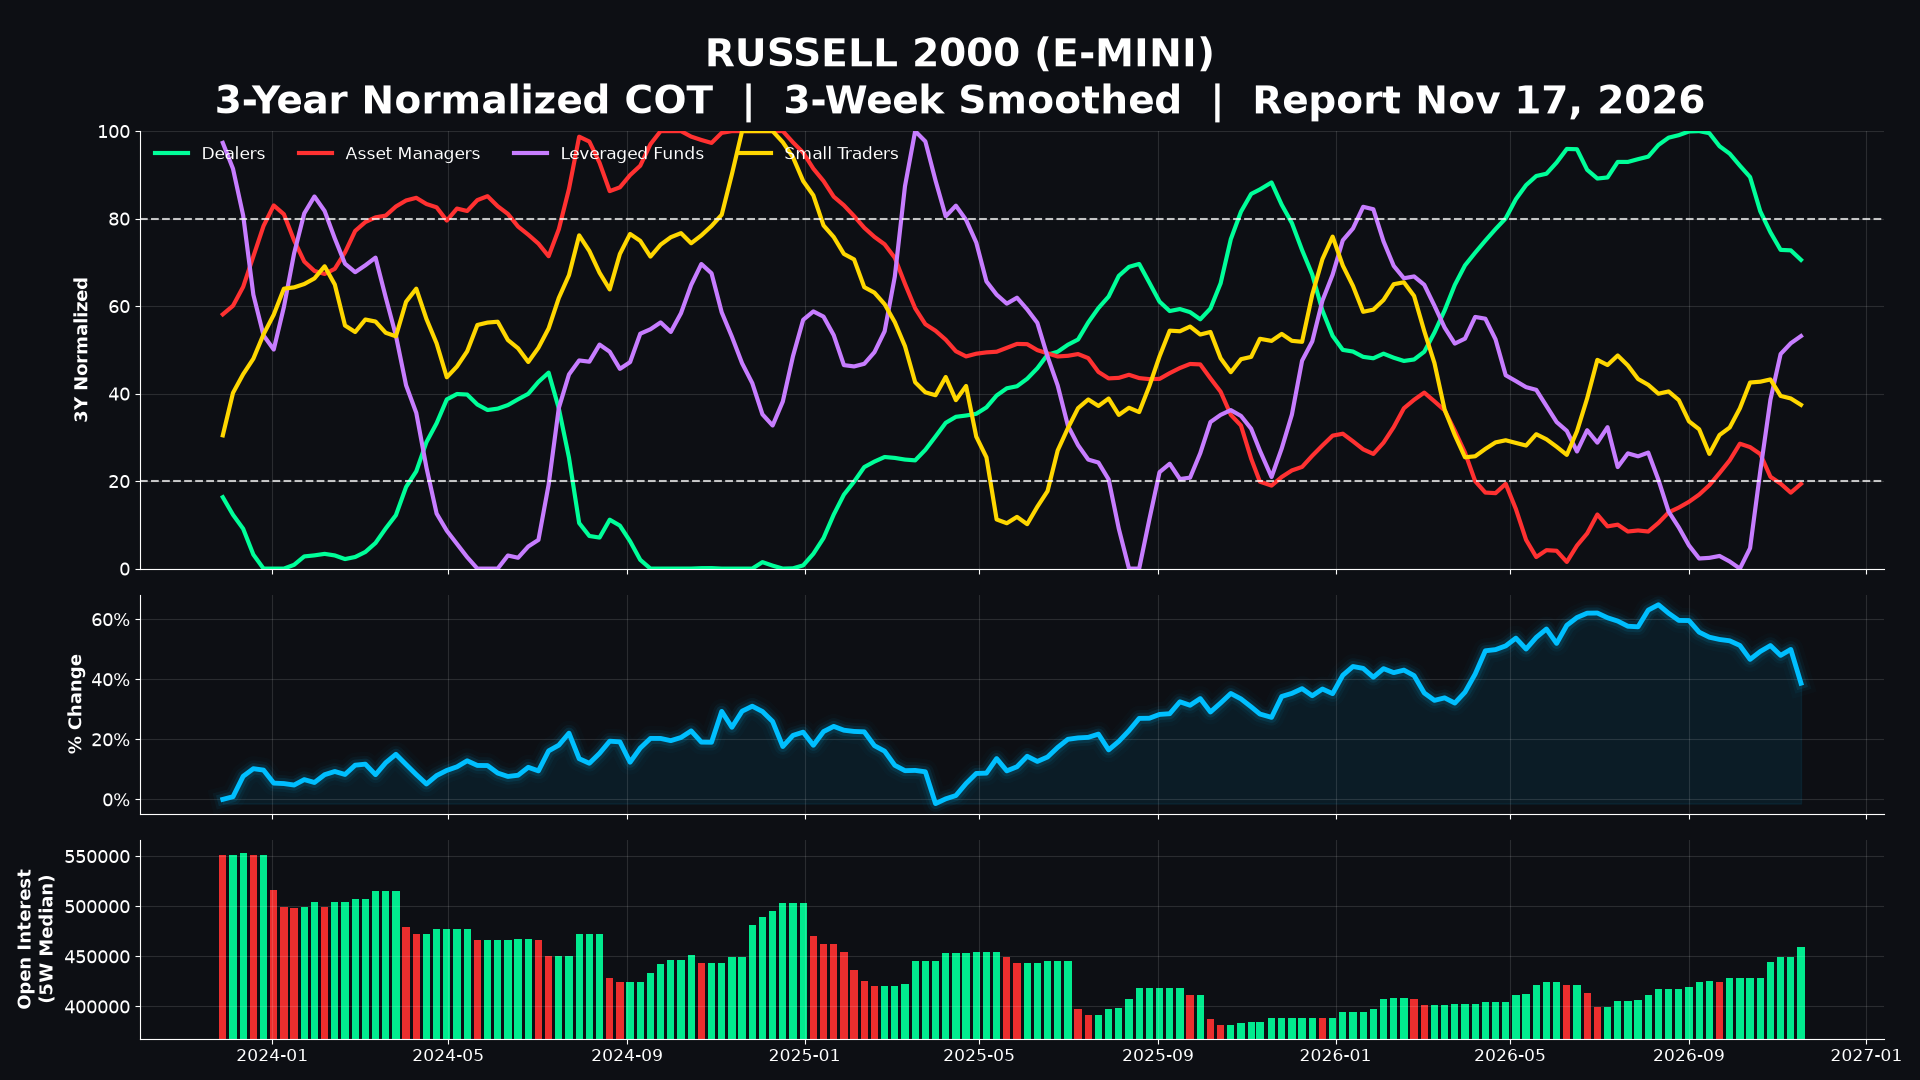 RUSSELL 2000 (E-MINI)
3-Year Normalized COT | 3-Week Smoothed | Report Nov 17, 2026
Dealers
Asset Managers
Leveraged Funds
Small Traders
3Y Normalized
100
80
60
40
20
0
% Change
60%
40%
20%
0%
Open Interest
(5W Median)
550000
500000
450000
400000
2024-01
2024-05
2024-09
2025-01
2025-05
2025-09
2026-01
2026-05
2026-09
2027-01